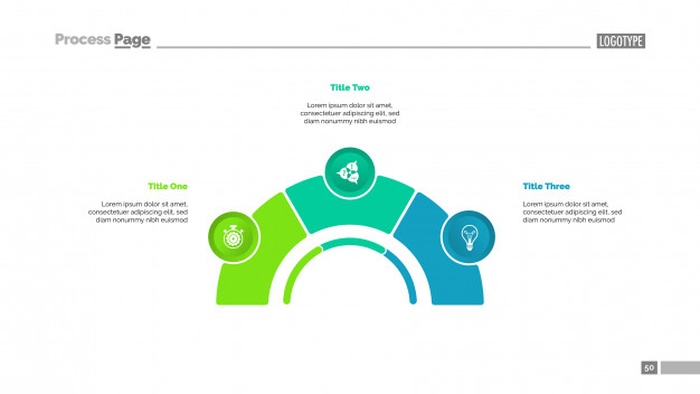 Process Page
LOGOTYPE
Title Two
Lorem ipsum dolor sit amet,
consectetuer adipiscing elit, sed
diam nonummy nibh euismod
Title One
Lorem ipsum dolor sit amet,
consectetuer adipiscing elit, sed
diam nonummy nibh euismod
Title Three
Lorem ipsum dolor sit amet,
consectetuer adipiscing elit, sed
diam nonummy nibh euismod
50